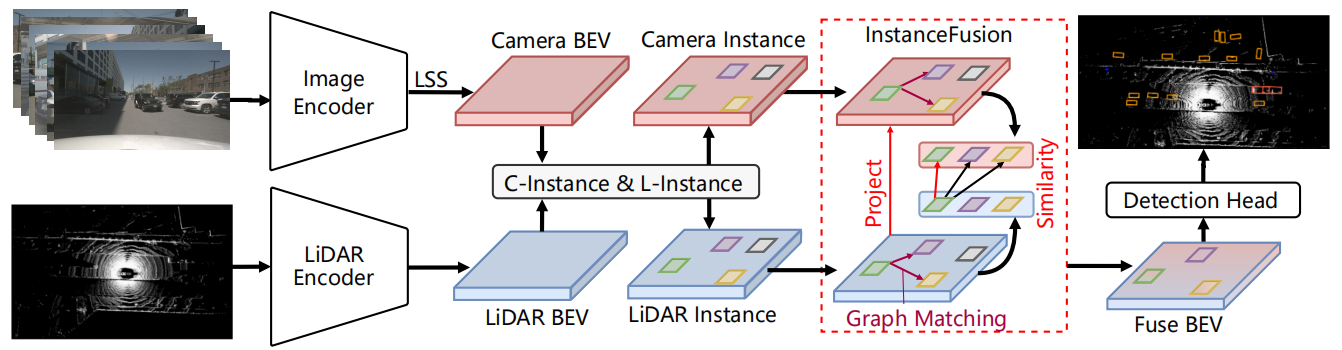 Image
Encoder
LSS
Camera BEV
Camera Instance
InstanceFusion
C-Instance & L-Instance
LiDAR
Encoder
LiDAR BEV
LiDAR Instance
Project
Similarity
Graph Matching
Detection Head
Fuse BEV